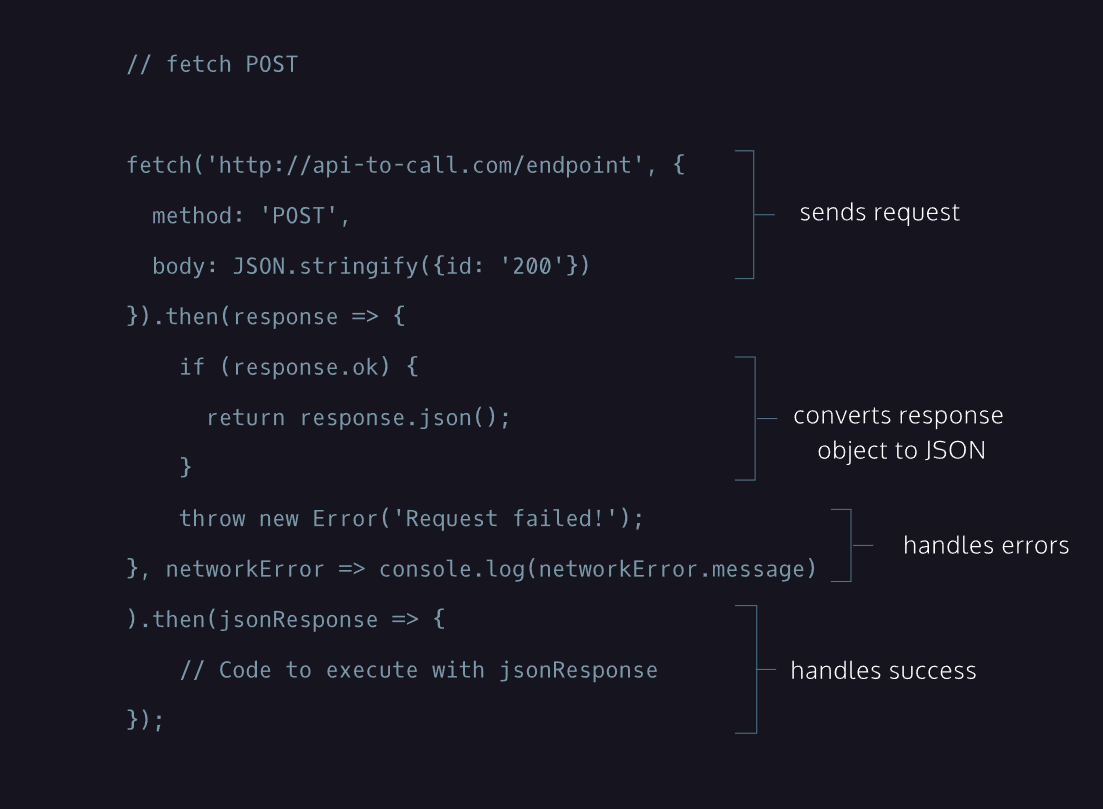 // fetch POST
fetch('http://api-to-call.com/endpoint', {
method: 'POST',
sends request
body: JSON.stringify({id: '200'})
}).then(response => {
if (response.ok) {
return response.json();
converts response
object to JSON
}
throw new Error('Request failed!');
handles errors
}, networkError => console.log(networkError.message)
).then(jsonResponse => {
// Code to execute with jsonResponse
handles success
});